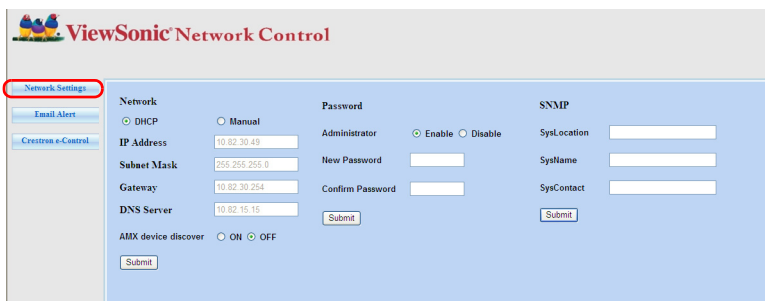 ViewSonic® Network Control
Network Settings
Email Alert
Crestron e-Control
Network
DHCP Manual
IP Address 10.82.30.49
Subnet Mask 255.255.255.0
Gateway 10.82.30.254
DNS Server 10.82.15.15
AMX device discover ON OFF
Submit
Password
Administrator Enable Disable
New Password
Confirm Password
Submit
SNMP
SysLocation
SysName
SysContact
Submit